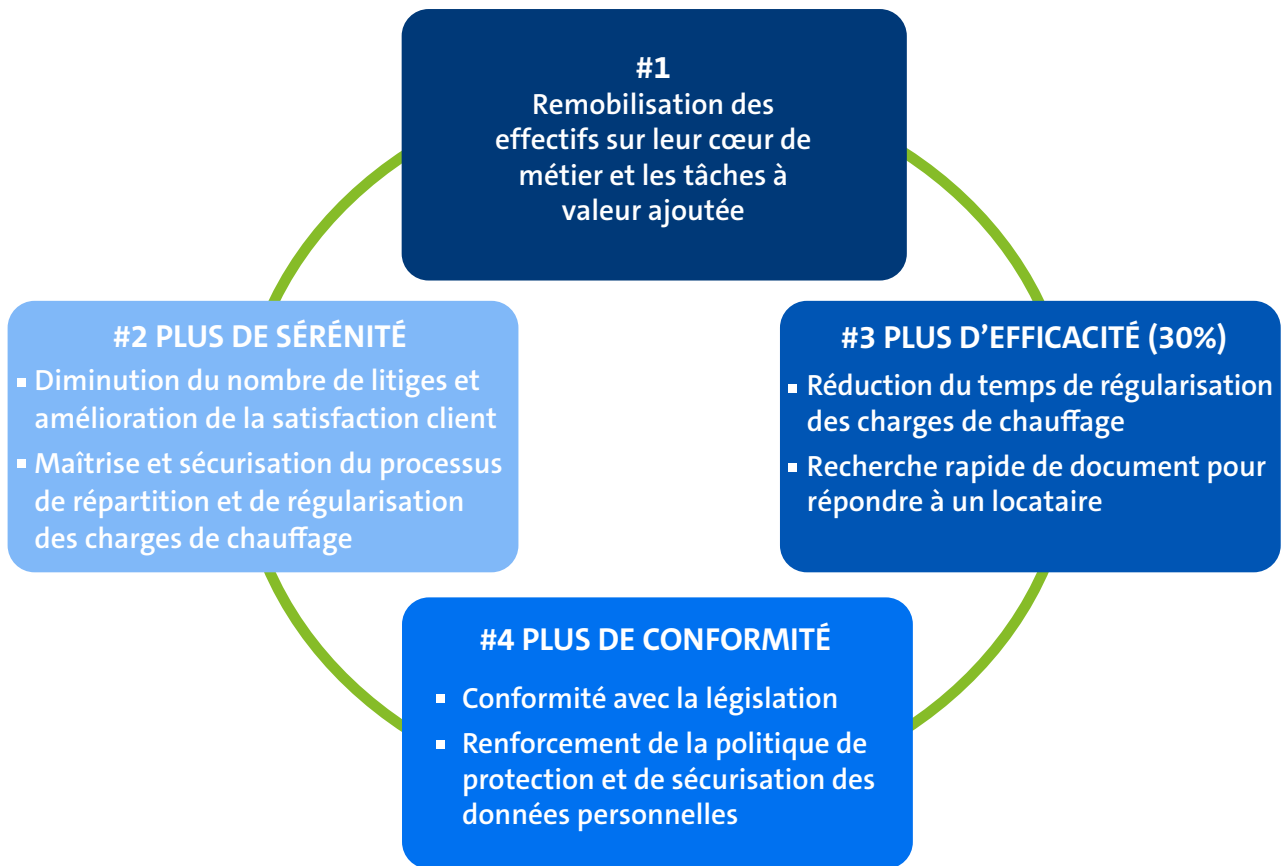 #1
Remobilisation des
effectifs sur leur cœur de
métier et les tâches à
valeur ajoutée
#2 PLUS DE SÉRÉNITÉ
▪ Diminution du nombre de litiges et
amélioration de la satisfaction client
▪ Maîtrise et sécurisation du processus
de répartition et de régularisation
des charges de chauffage
#3 PLUS D’EFFICACITÉ (30%)
▪ Réduction du temps de régularisation
des charges de chauffage
▪ Recherche rapide de document pour
répondre à un locataire
#4 PLUS DE CONFORMITÉ
▪ Conformité avec la législation
▪ Renforcement de la politique de
protection et de sécurisation des
données personnelles